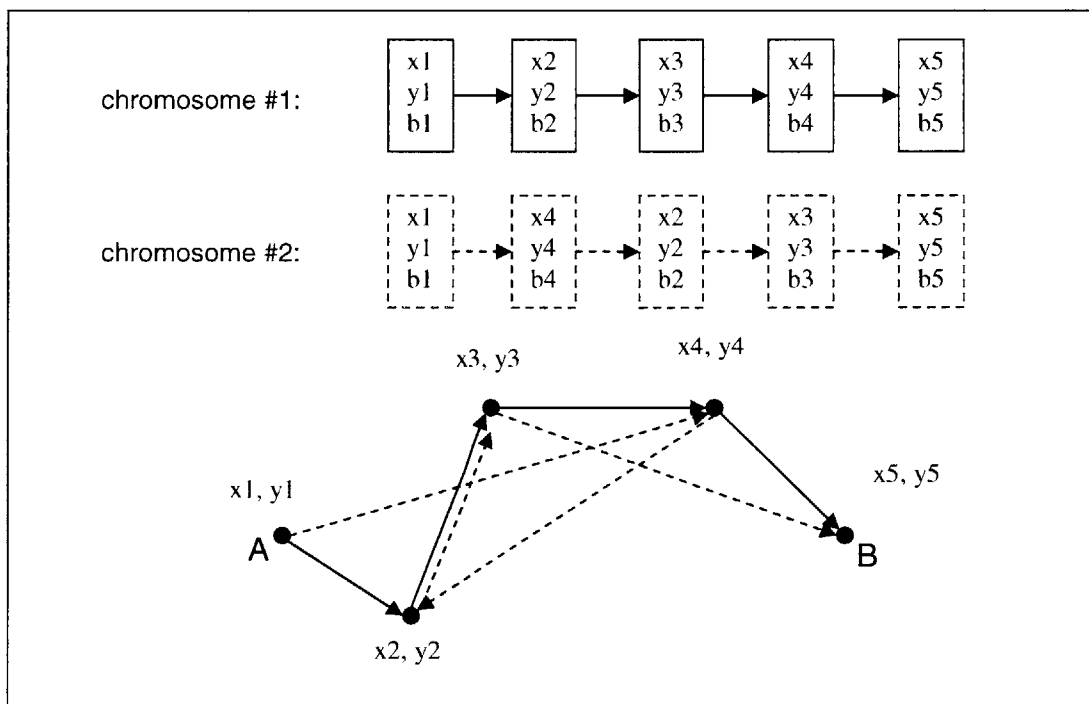 x1 x2 x3 x4 x5
chromosome #1: y1 y2 y3 y4 y5
b1 b2 b3 b4 b5
x1 x4 x2 x3 x5
chromosome #2: y1 y4 y2 y3 y5
b1 b4 b2 b3 b5
x3, y3
x4, y4
x1, y1
x5, y5
A
B
x2, y2